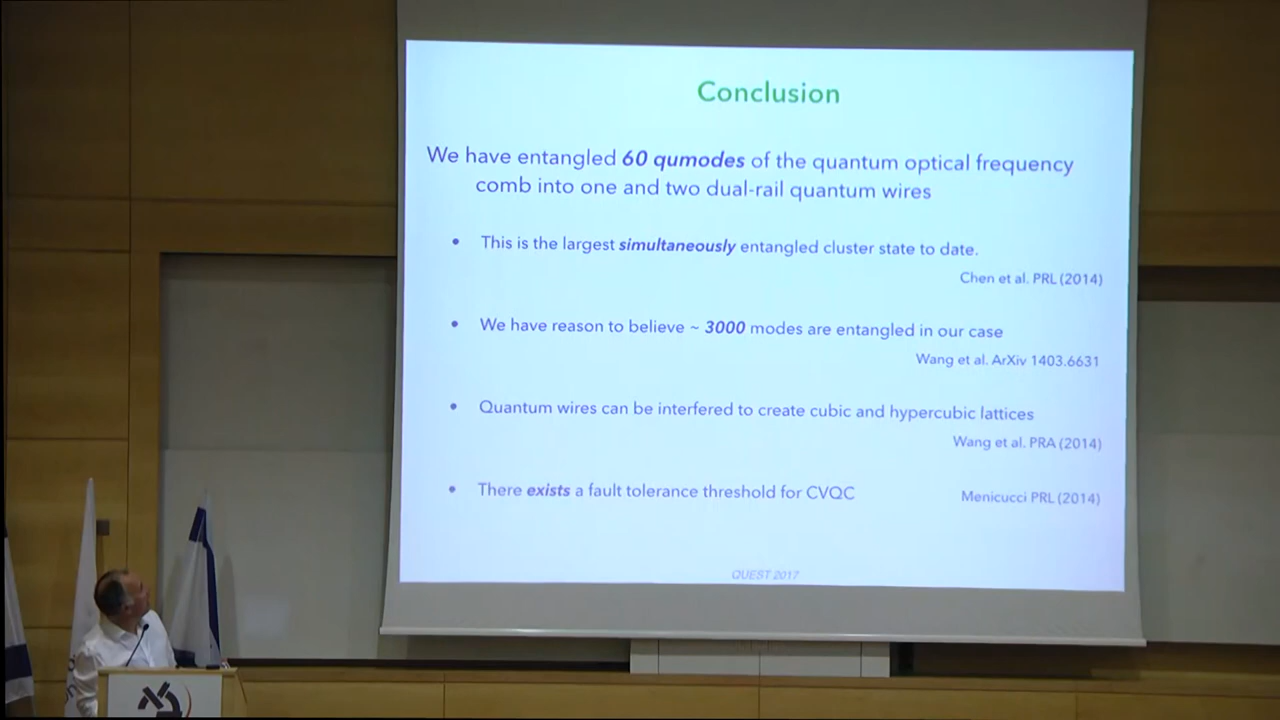 Conclusion
We have entangled 60 qumodes of the quantum optical frequency
comb into one and two dual-rail quantum wires
• This is the largest simultaneously entangled cluster state to date.
Chen et al. PRL (2014)
• We have reason to believe ~ 3000 modes are entangled in our case
Wang et al. ArXiv 1403.6631
• Quantum wires can be interfered to create cubic and hypercubic lattices
Wang et al. PRA (2014)
• There exists a fault tolerance threshold for CVQC
Menicucci PRL (2014)
QUEST 2017